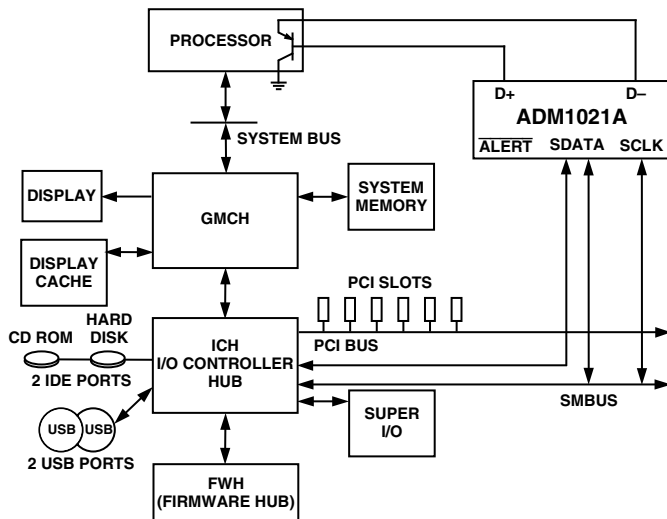 PROCESSOR
D+ D–
ADM1021A
ALERT SDATA SCLK
SYSTEM BUS
DISPLAY
GMCH
SYSTEM
MEMORY
DISPLAY
CACHE
PCI SLOTS
CD ROM
HARD
DISK
2 IDE PORTS
ICH
I/O CONTROLLER
HUB
PCI BUS
USB USB
2 USB PORTS
SUPER
I/O
SMBUS
FWH
(FIRMWARE HUB)